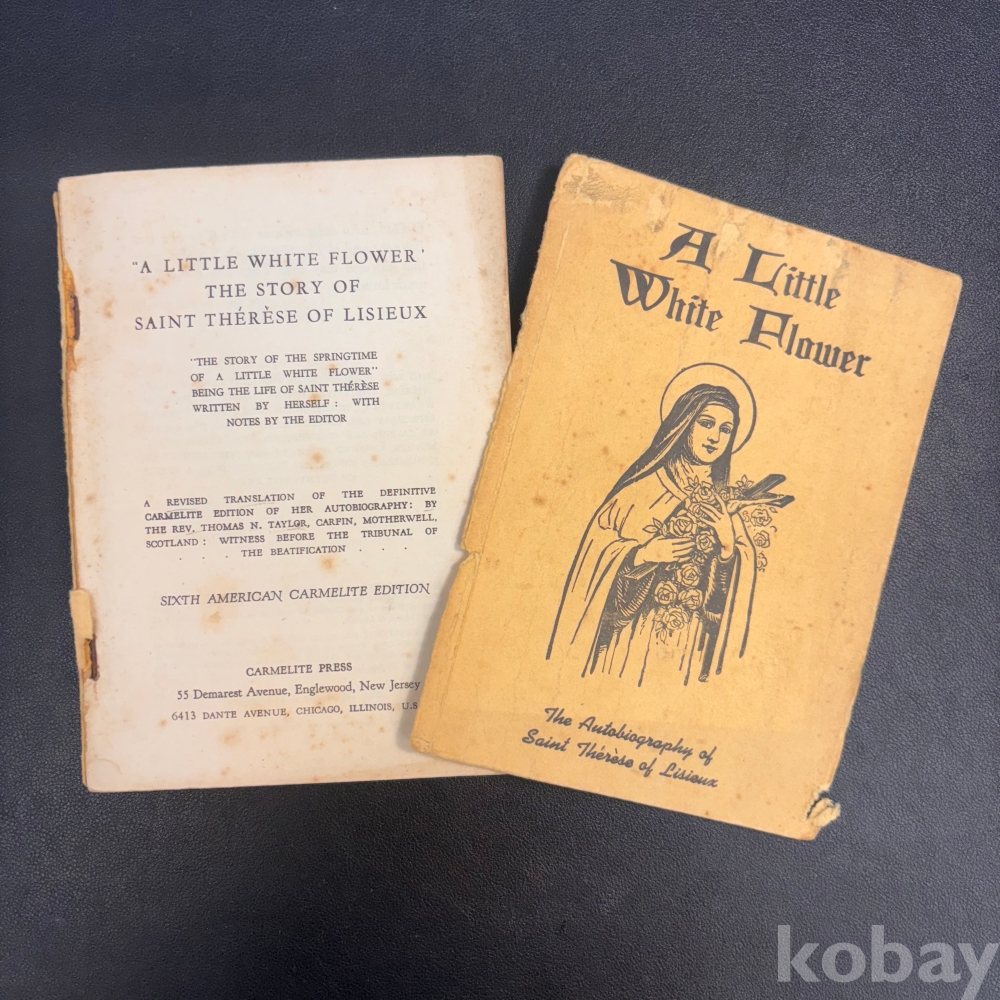 "A LITTLE WHITE FLOWER'
THE STORY OF
SAINT THÉRÈSE OF LISIEUX
"THE STORY OF THE SPRINGTIME
OF A LITTLE WHITE FLOWER"
BEING THE LIFE OF SAINT THÉRÈSE
WRITTEN BY HERSELF : WITH
NOTES BY THE EDITOR
A REVISED TRANSLATION OF THE DEFINITIVE
CARMELITE EDITION OF HER AUTOBIOGRAPHY: BY
THE REV. THOMAS N. TAYLOR, CARFIN, MOTHERWELL,
SCOTLAND : WITNESS BEFORE THE TRIBUNAL OF
. . . THE BEATIFICATION . . .
SIXTH AMERICAN CARMELITE EDITION
CARMELITE PRESS
55 Demarest Avenue, Englewood, New Jersey
6413 DANTE AVENUE, CHICAGO, ILLINOIS, U.S
A Little
White Flower
The Autobiography of
Saint Thérèse of Lisieux
kobay